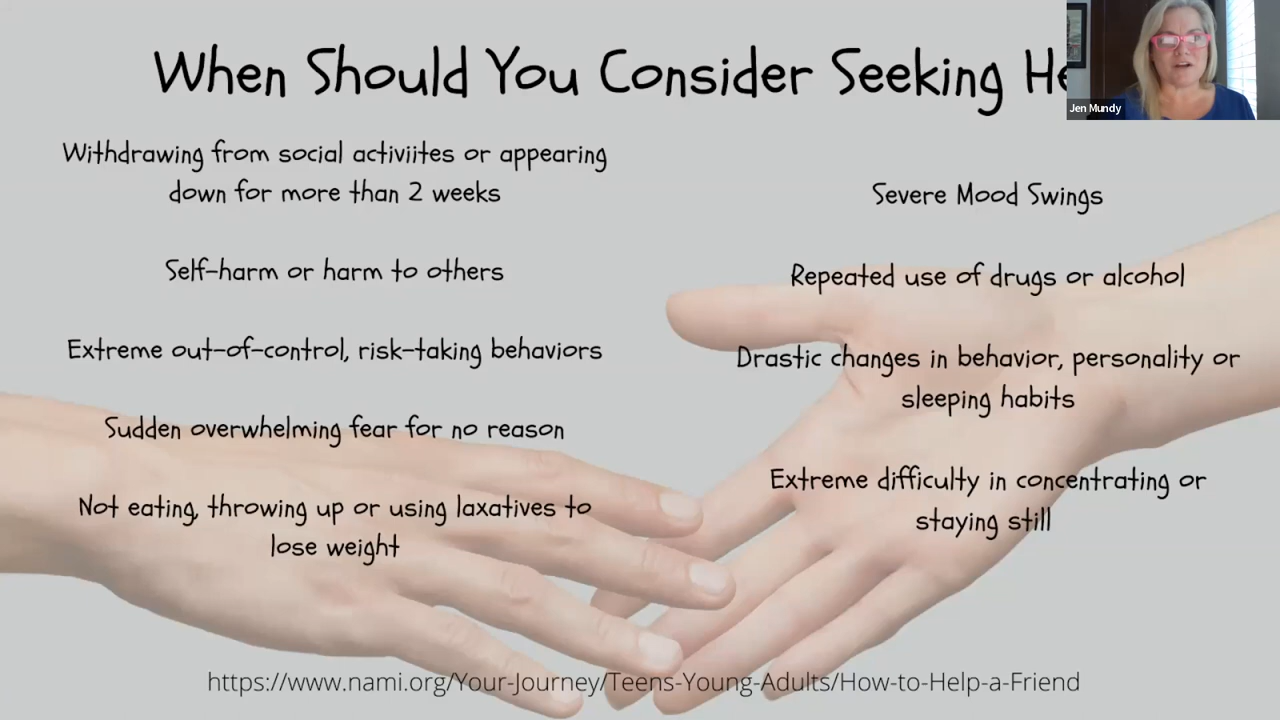 When Should You Consider Seeking
Jen Mundy
Withdrawing from social activiites or appearing
down for more than 2 weeks
Self-harm or harm to others
Extreme out-of-control, risk-taking behaviors
Sudden overwhelming fear for no reason
Not eating, throwing up or using laxatives to
lose weight
Severe Mood Swings
Repeated use of drugs or alcohol
Drastic changes in behavior, personality or
sleeping habits
Extreme difficulty in concentrating or
staying still
https://www.nami.org/Your-Journey/Teens-Young-Adults/How-to-Help-a-Friend